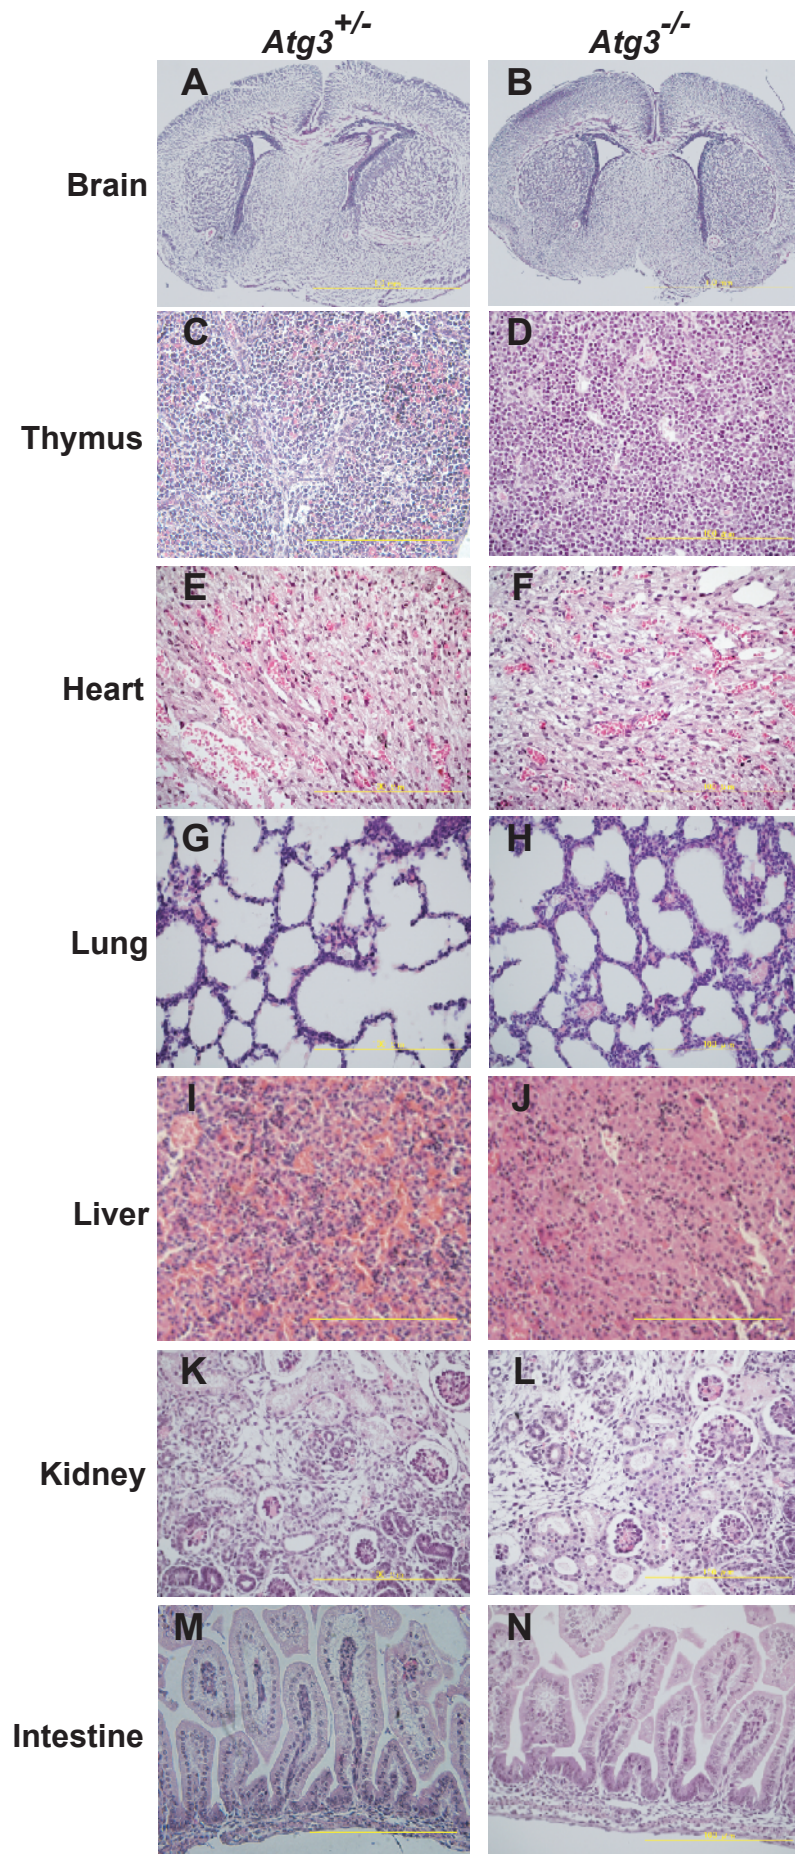 Atg3+/- Atg3-/-
A B
Brain
C D
Thymus
E F
Heart
G H
Lung
I J
Liver
K L
Kidney
M N
Intestine